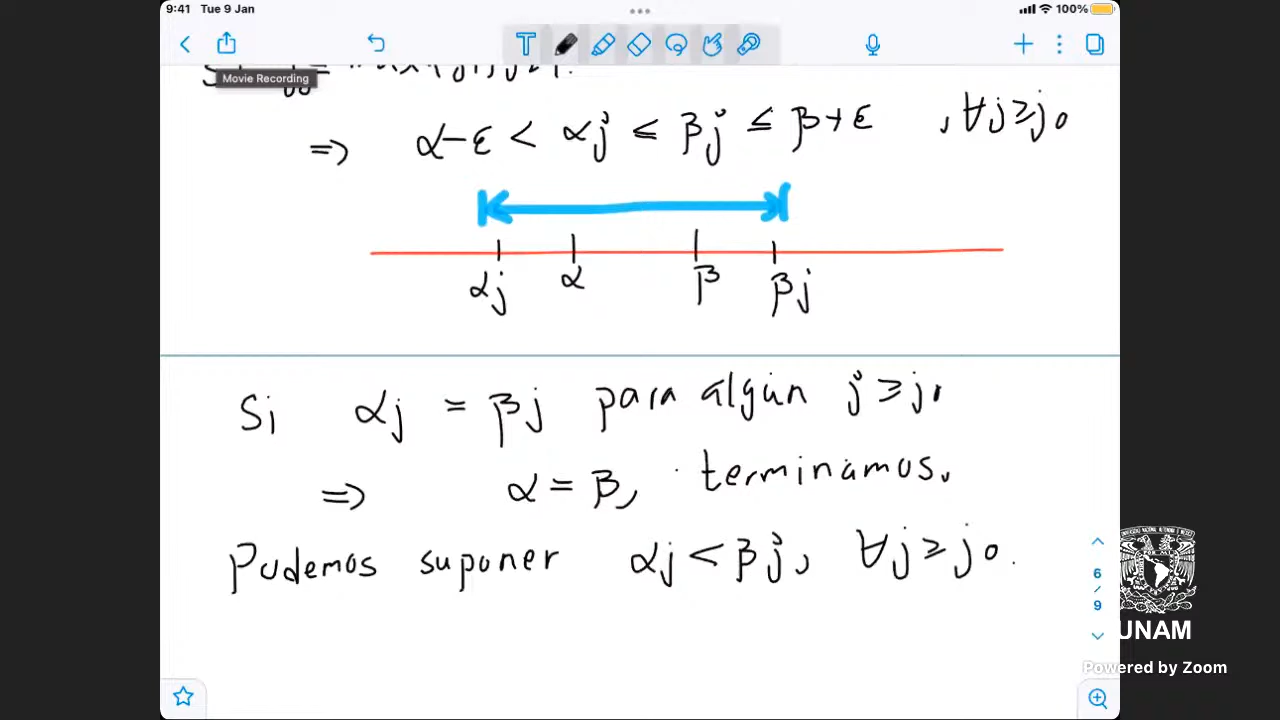 9:41 Tue 9 Jan
100%
Movie Recording
=> α-ε < αj ≤ βj ≤ β+ε , ∀j≥j0
αj α β βj
Si αj = βj para algún j ≥ j0
=> α = β, terminamos.
Podemos suponer αj < βj, ∀j ≥ j0.
6
/
9
UNAM
Powered by Zoom